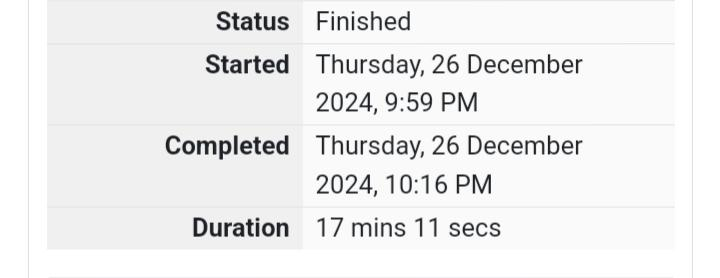 Status Finished
Started Thursday, 26 December
2024, 9:59 PM
Completed Thursday, 26 December
2024, 10:16 PM
Duration 17 mins 11 secs